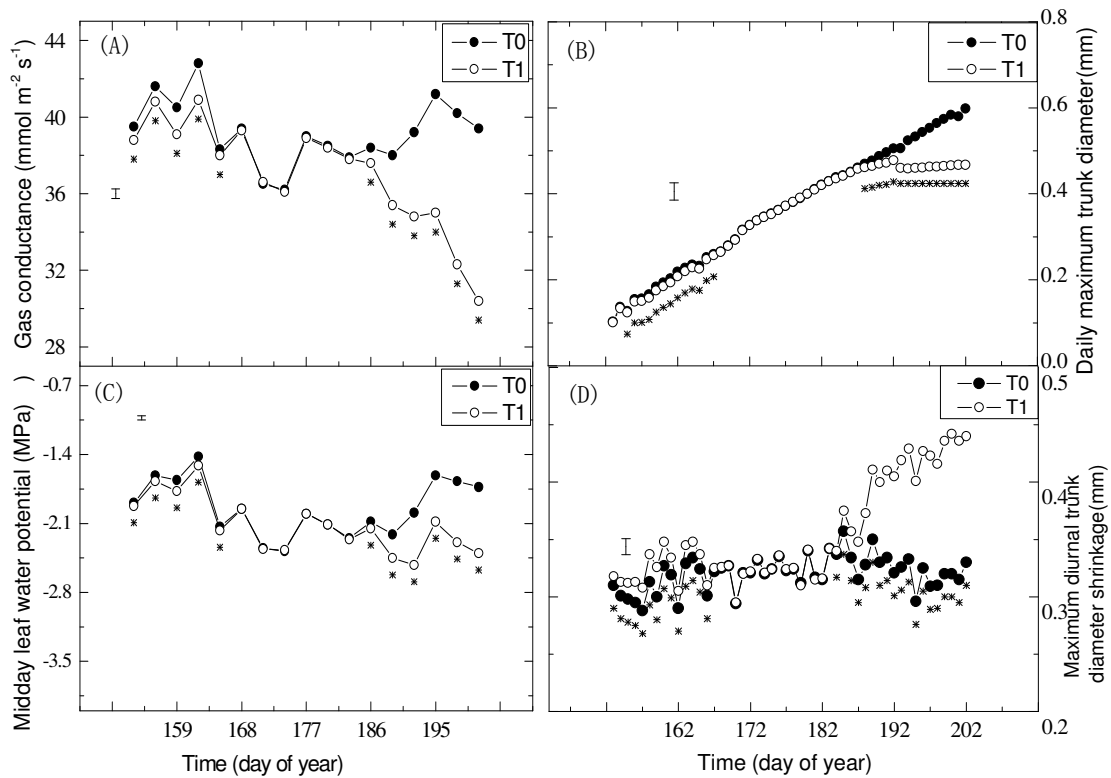 (A)
T0
T1
44
40
36
32
28
Gas conductance (mmol m-2 s-1)
(B)
T0
T1
0.8
0.6
0.4
0.2
0.0
Daily maximum trunk diameter(mm)
(C)
T0
T1
-0.7
-1.4
-2.1
-2.8
-3.5
Midday leaf water potential (MPa)
159 168 177 186 195
Time (day of year)
(D)
T0
T1
0.5
0.4
0.3
0.2
Maximum diurnal trunk
diameter shrinkage(mm)
162 172 182 192 202
Time (day of year)